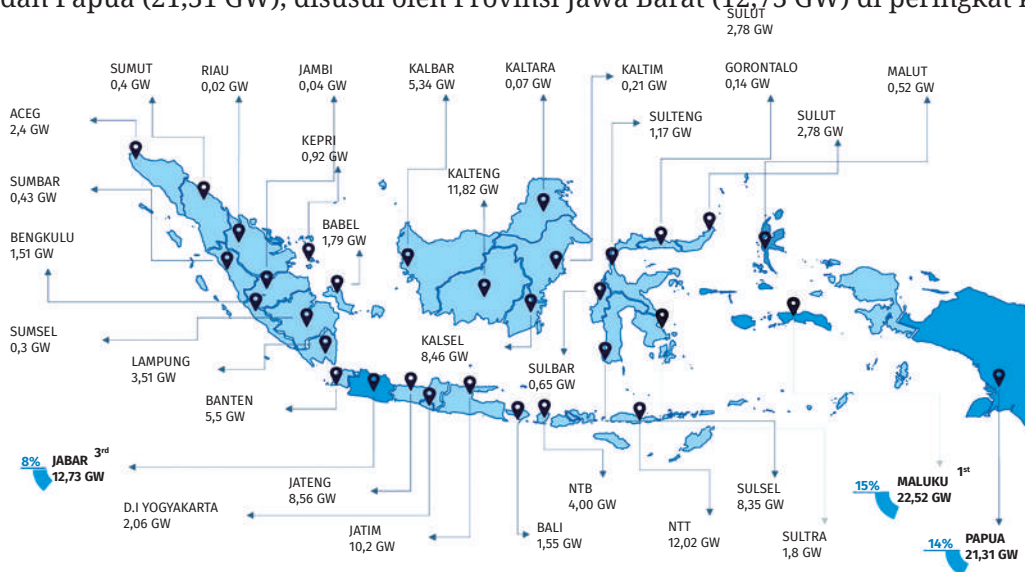 dan Papua (21,31 GW), disusul oleh Provinsi Jawa Barat (12,73 GW) di peringkat
SULUT
2,78 GW
SUMUT
0,4 GW
RIAU
0,02 GW
JAMBI
0,04 GW
KALBAR
5,34 GW
KALTARA
0,07 GW
KALTIM
0,21 GW
GORONTALO
0,14 GW
MALUT
0,52 GW
ACEG
2,4 GW
KEPRI
0,92 GW
SULTENG
1,17 GW
SULUT
2,78 GW
SUMBAR
0,43 GW
KALTENG
11,82 GW
BENGKULU
1,51 GW
BABEL
1,79 GW
SUMSEL
0,3 GW
LAMPUNG
3,51 GW
KALSEL
8,46 GW
SULBAR
0,65 GW
BANTEN
5,5 GW
8%
JABAR 3rd
12,73 GW
D.I YOGYAKARTA
2,06 GW
JATENG
8,56 GW
JATIM
10,2 GW
BALI
1,55 GW
NTB
4,00 GW
NTT
12,02 GW
SULSEL
8,35 GW
SULTRA
1,8 GW
15%
MALUKU 1st
22,52 GW
14%
PAPUA
21,31 GW